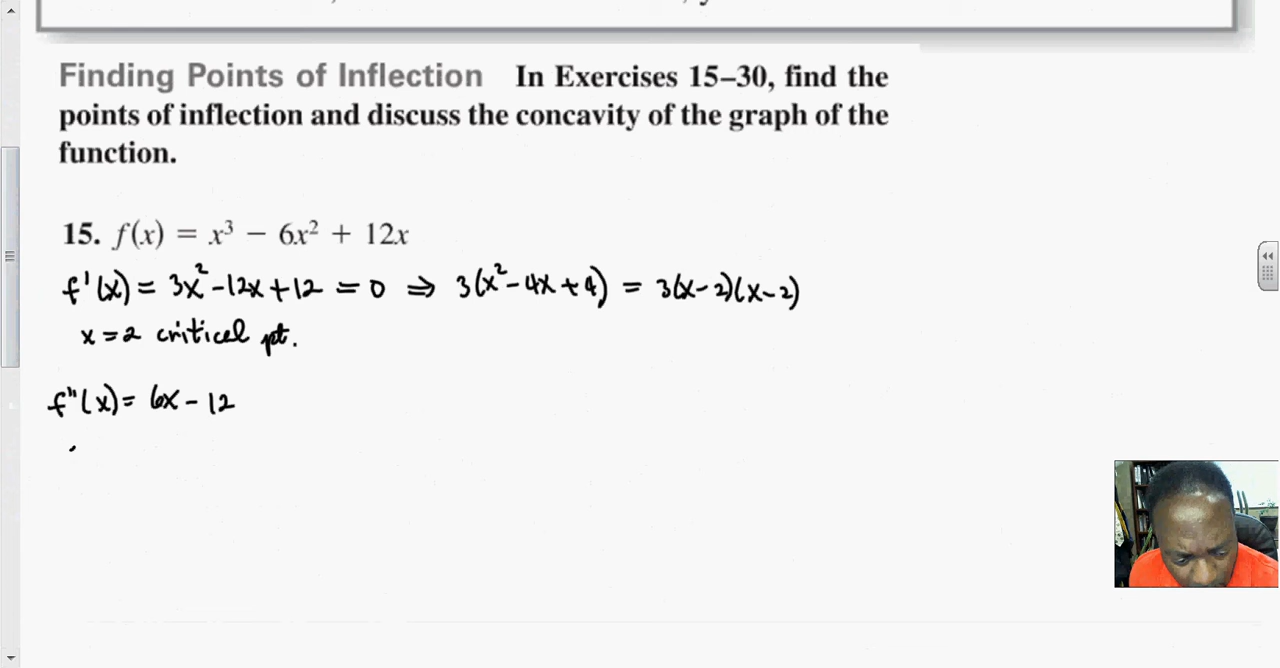 Finding Points of Inflection In Exercises 15–30, find the
points of inflection and discuss the concavity of the graph of the
function.
15. f(x) = x³ − 6x² + 12x
f'(x) = 3x² - 12x + 12 = 0 ⇒ 3(x² - 4x + 4) = 3(x-2)(x-2)
x = 2 critical pt.
f"(x) = 6x - 12